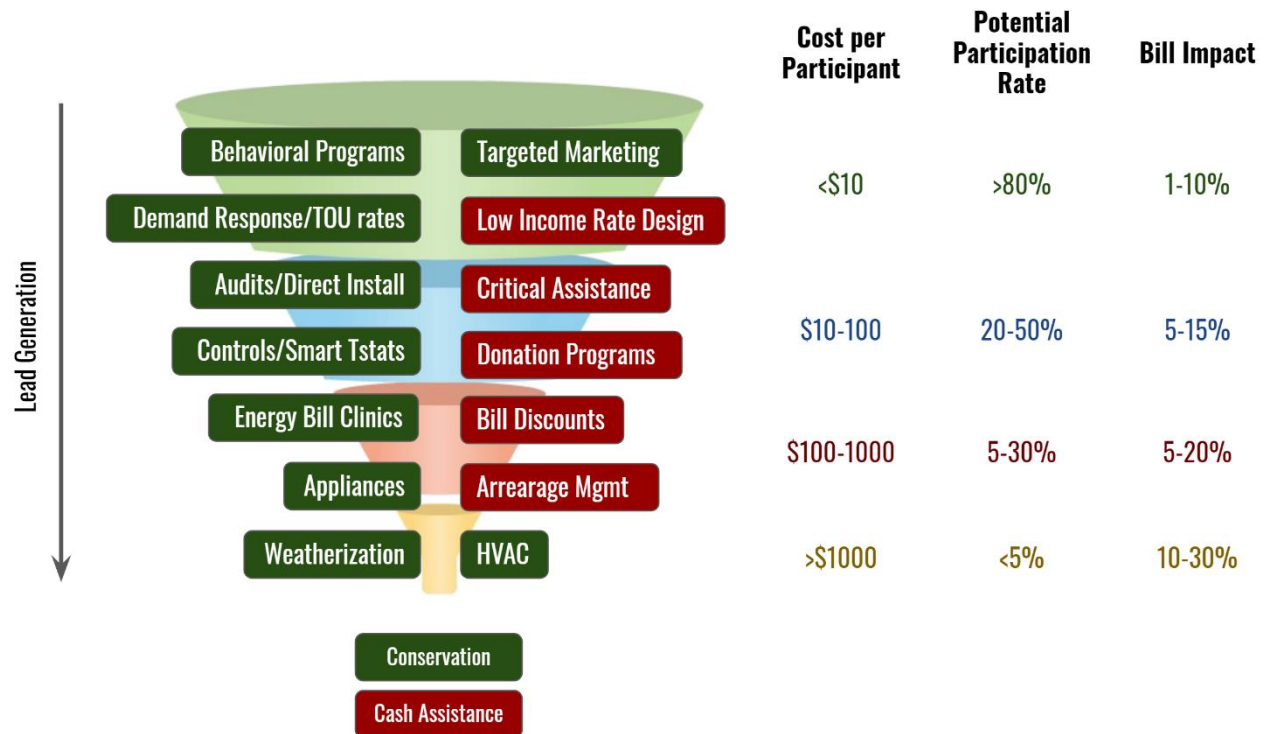 Cost per
Participant
Potential
Participation
Rate
Bill Impact
Lead Generation
Behavioral Programs
Targeted Marketing
<$10
>80%
1-10%
Demand Response/TOU rates
Low Income Rate Design
Audits/Direct Install
Critical Assistance
$10-100
20-50%
5-15%
Controls/Smart Tstats
Donation Programs
Energy Bill Clinics
Bill Discounts
$100-1000
5-30%
5-20%
Appliances
Arrearage Mgmt
Weatherization
HVAC
>$1000
<5%
10-30%
Conservation
Cash Assistance